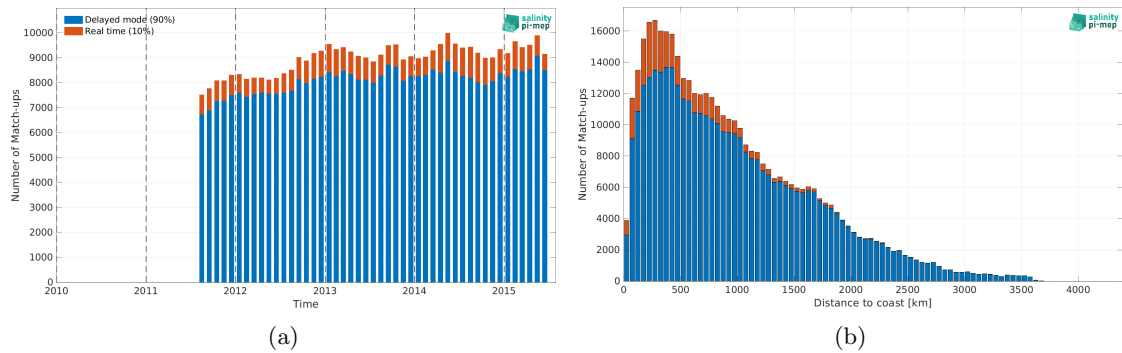 Delayed mode (90%)
Real time (10%)
salinity
pi-mep
Number of Match-ups
10000
9000
8000
7000
6000
5000
4000
3000
2000
1000
0
2010
2011
2012
2013
2014
2015
Time
(a)
salinity
pi-mep
Number of Match-ups
16000
14000
12000
10000
8000
6000
4000
2000
0
0
500
1000
1500
2000
2500
3000
3500
4000
Distance to coast [km]
(b)